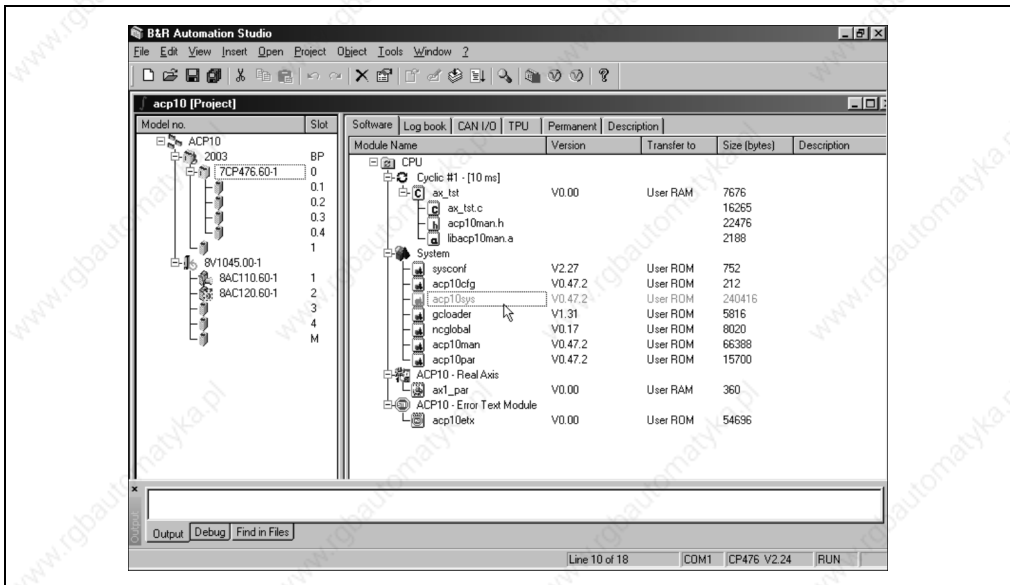 B&R Automation Studio
File Edit View Insert Open Project Object Tools Window ?
acp10 [Project]
Model no. Slot
ACP10
2003 BP
7CP476.60-1 0
0.1
0.2
0.3
0.4
1
8V1045.00-1
8AC110.60-1 1
8AC120.60-1 2
3
4
M
Software Log book CAN I/O TPU Permanent Description
Module Name Version Transfer to Size (bytes) Description
CPU
Cyclic #1 - [10 ms]
ax_tst V0.00 User RAM 7676
ax_tst.c 16265
acp10man.h 22476
libacp10man.a 2188
System
sysconf V2.27 User ROM 752
acp10cfg V0.47.2 User ROM 212
acp10sys V0.47.2 User ROM 240416
gcloader V1.31 User ROM 5816
ncglobal V0.17 User ROM 8020
acp10man V0.47.2 User ROM 66388
acp10par V0.47.2 User ROM 15700
ACP10 - Real Axis
ax1_par V0.00 User RAM 360
ACP10 - Error Text Module
acp10etx V0.00 User ROM 54696
Output
Output Debug Find in Files
Line 10 of 18 COM1 CP476 V2.24 RUN
www.rgbautomatyka.pl